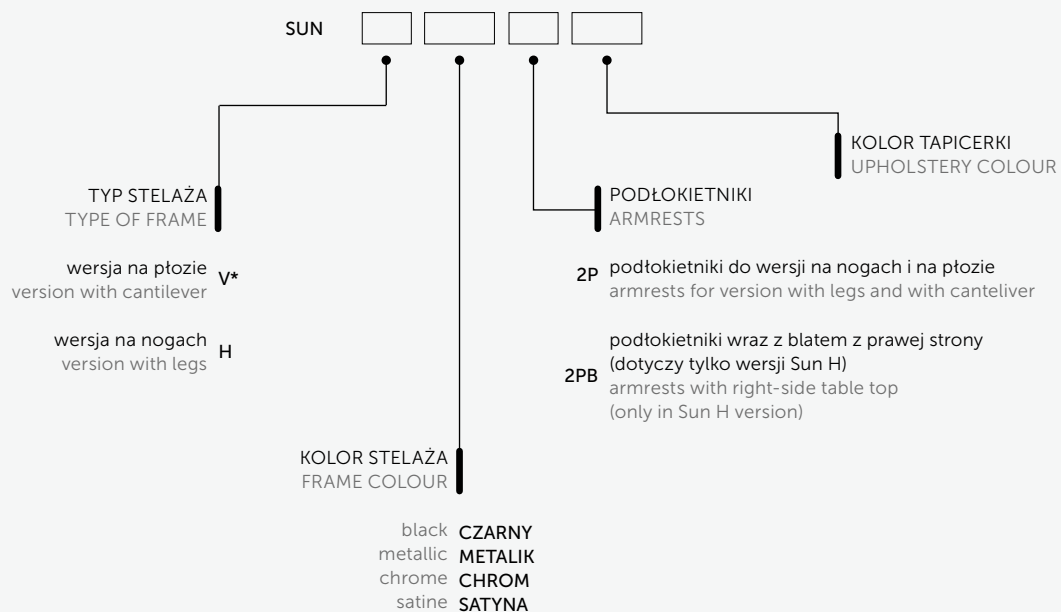 SUN
KOLOR TAPICERKI
UPHOLSTERY COLOUR
TYP STELAŻA
TYPE OF FRAME
PODŁOKIETNIKI
ARMRESTS
wersja na płozie
version with cantilever
V*
wersja na nogach
version with legs
H
2P
podłokietniki do wersji na nogach i na płozie
armrests for version with legs and with canteliver
2PB
podłokietniki wraz z blatem z prawej strony
(dotyczy tylko wersji Sun H)
armrests with right-side table top
(only in Sun H version)
KOLOR STELAŻA
FRAME COLOUR
black CZARNY
metallic METALIK
chrome CHROM
satine SATYNA